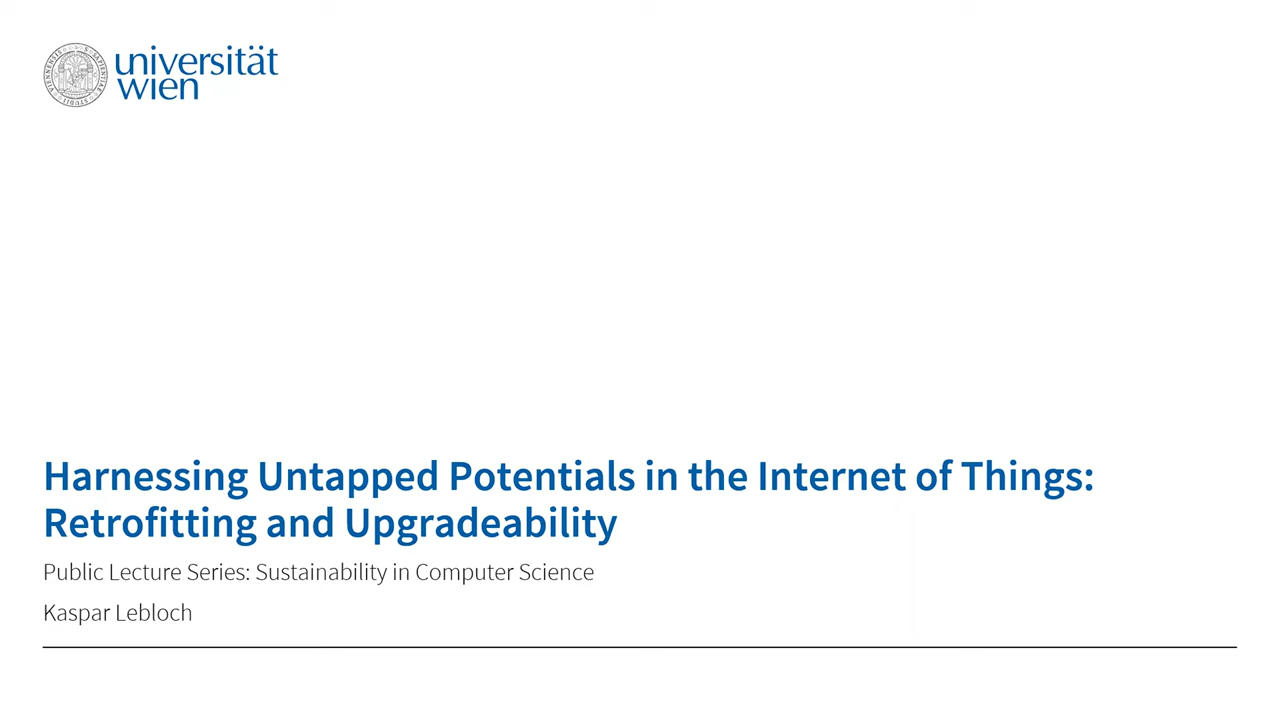 universität
wien
Harnessing Untapped Potentials in the Internet of Things:
Retrofitting and Upgradeability
Public Lecture Series: Sustainability in Computer Science
Kaspar Lebloch